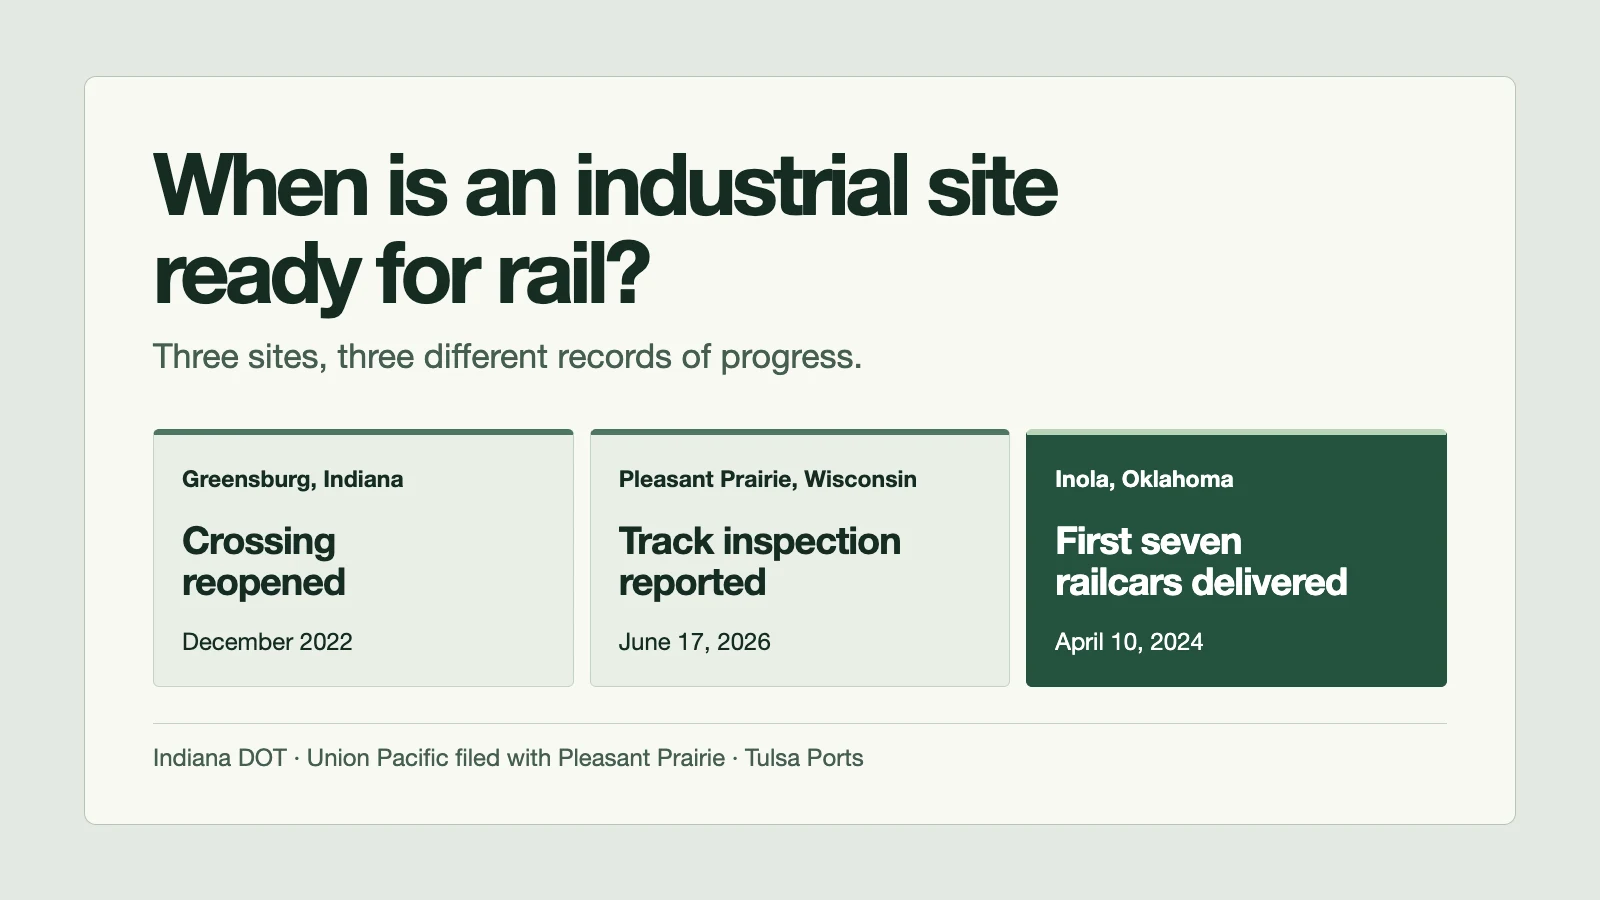 When is an industrial site
ready for rail?
Three sites, three different records of progress.
Greensburg, Indiana
Crossing
reopened
December 2022
Pleasant Prairie, Wisconsin
Track inspection
reported
June 17, 2026
Inola, Oklahoma
First seven
railcars delivered
April 10, 2024
Indiana DOT · Union Pacific filed with Pleasant Prairie · Tulsa Ports